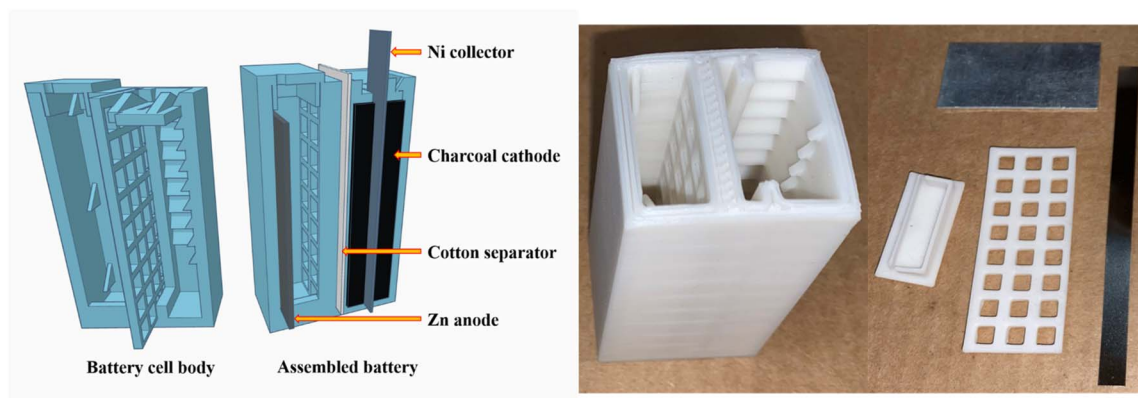 Ni collector
Charcoal cathode
Cotton separator
Zn anode
Battery cell body
Assembled battery